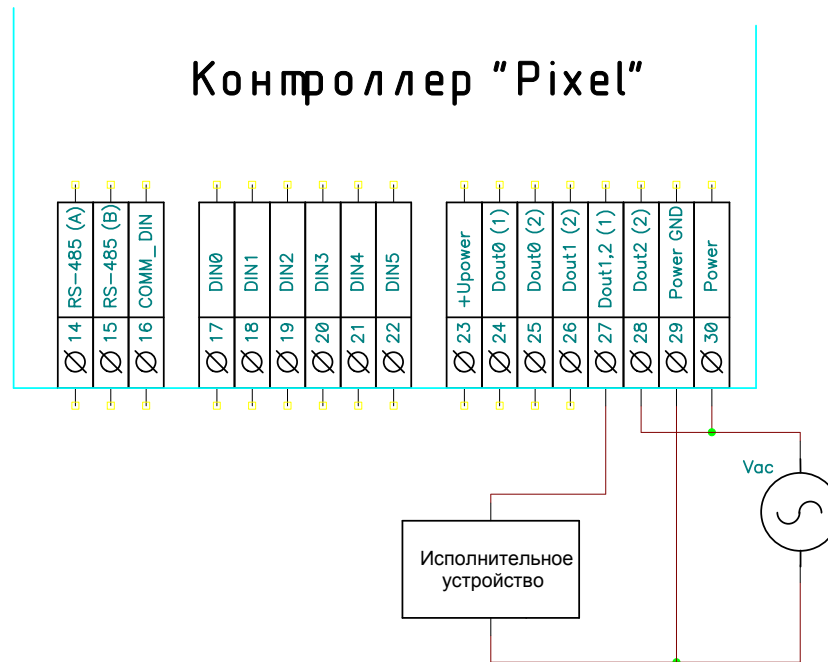 Контроллер "Pixel"
14 RS-485 (A)
15 RS-485 (B)
16 COMM_DIN
17 DIN0
18 DIN1
19 DIN2
20 DIN3
21 DIN4
22 DIN5
23 +Upower
24 Dout0 (1)
25 Dout0 (2)
26 Dout1 (2)
27 Dout1,2 (1)
28 Dout2 (2)
29 Power GND
30 Power
Vac
Исполнительное
устройство